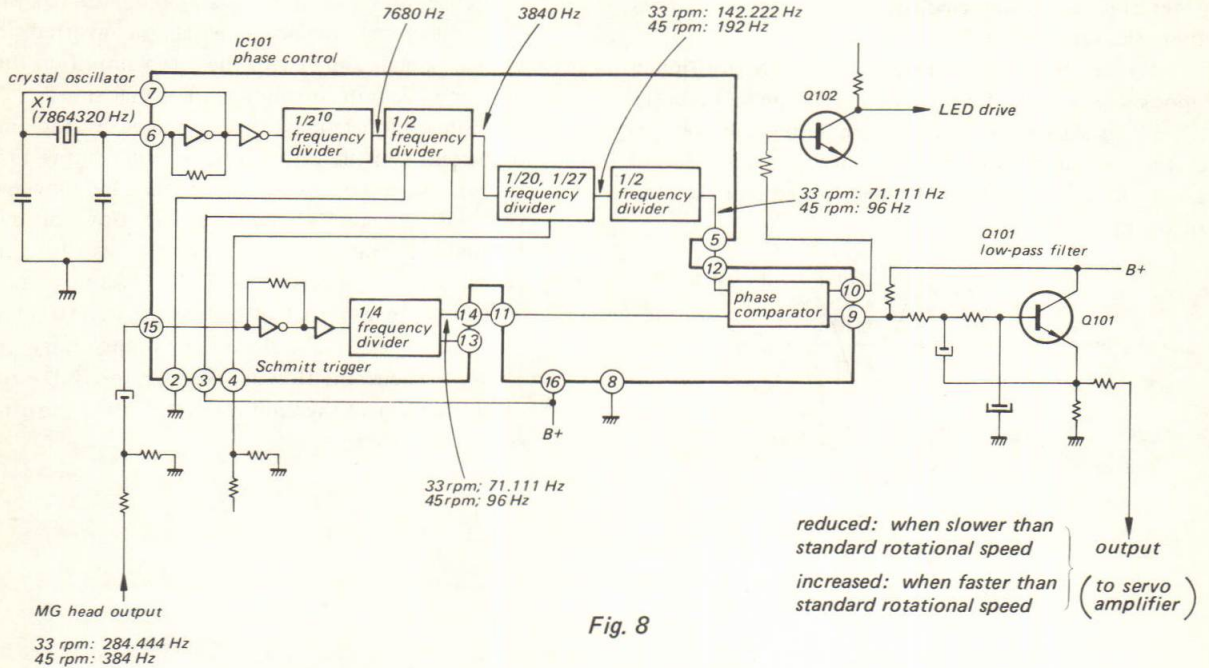 7680 Hz
3840 Hz
33 rpm: 142.222 Hz
45 rpm: 192 Hz
IC101
phase control
crystal oscillator
X1
(7864320 Hz)
7
6
1/2¹⁰
frequency
divider
1/2
frequency
divider
Q102
LED drive
1/20, 1/27
frequency
divider
1/2
frequency
divider
33 rpm: 71.111 Hz
45 rpm: 96 Hz
5
12
Q101
low-pass filter
B+
10
9
phase
comparator
Q101
15
1/4
frequency
divider
14
11
13
Schmitt trigger
2
3
4
16
8
B+
33 rpm; 71.111 Hz
45 rpm; 96 Hz
reduced: when slower than
standard rotational speed
increased: when faster than
standard rotational speed
output
(to servo
amplifier)
MG head output
33 rpm: 284.444 Hz
45 rpm: 384 Hz
Fig. 8